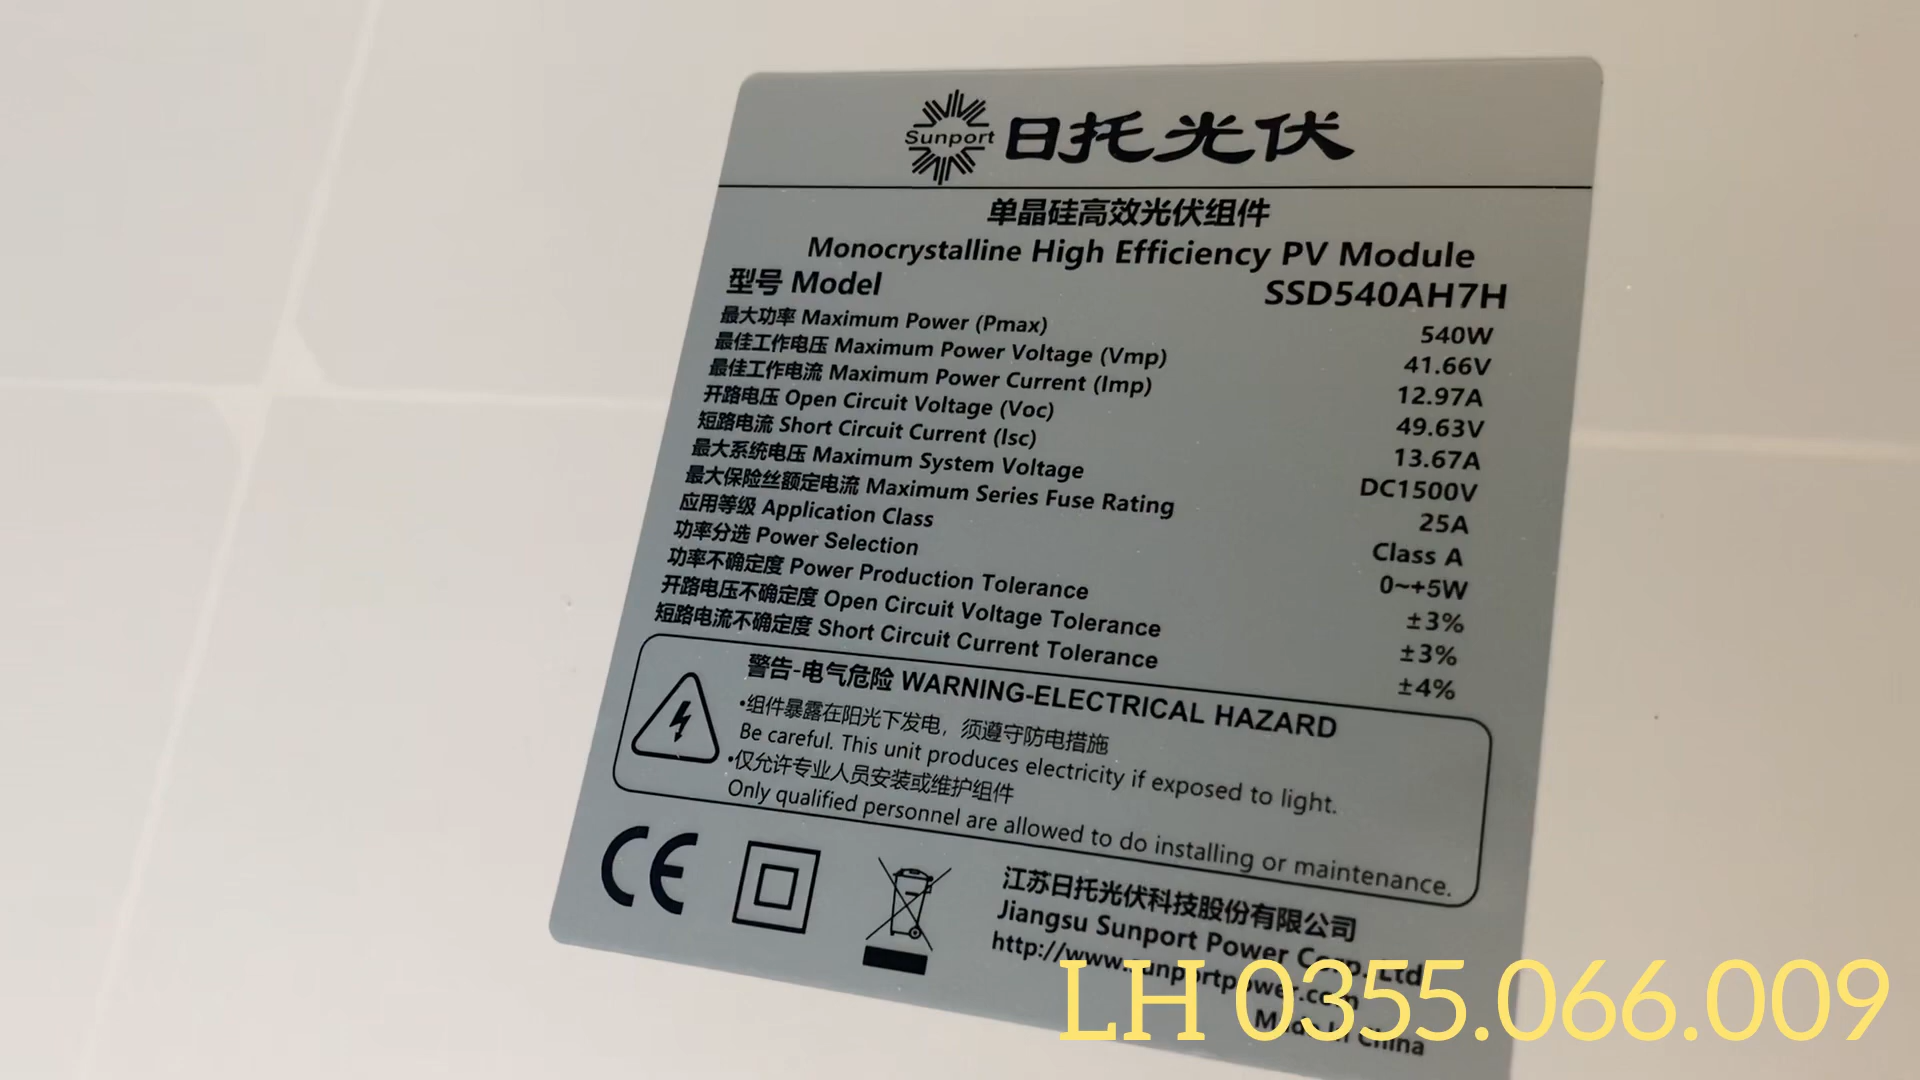 Sunport 日托光伏
单晶硅高效光伏组件
Monocrystalline High Efficiency PV Module
型号 Model SSD540AH7H
最大功率 Maximum Power (Pmax) 540W
最佳工作电压 Maximum Power Voltage (Vmp) 41.66V
最佳工作电流 Maximum Power Current (Imp) 12.97A
开路电压 Open Circuit Voltage (Voc) 49.63V
短路电流 Short Circuit Current (Isc) 13.67A
最大系统电压 Maximum System Voltage DC1500V
最大保险丝额定电流 Maximum Series Fuse Rating 25A
应用等级 Application Class Class A
功率分选 Power Selection 0~+5W
功率不确定度 Power Production Tolerance ±3%
开路电压不确定度 Open Circuit Voltage Tolerance ±3%
短路电流不确定度 Short Circuit Current Tolerance ±4%
警告-电气危险 WARNING-ELECTRICAL HAZARD
•组件暴露在阳光下发电，须遵守防电措施
Be careful. This unit produces electricity if exposed to light.
•仅允许专业人员安装或维护组件
Only qualified personnel are allowed to do installing or maintenance.
CE
江苏日托光伏科技股份有限公司
Jiangsu Sunport Power Corp., Ltd.
http://www.sunportpower.com
Made in China
LH 0355.066.009